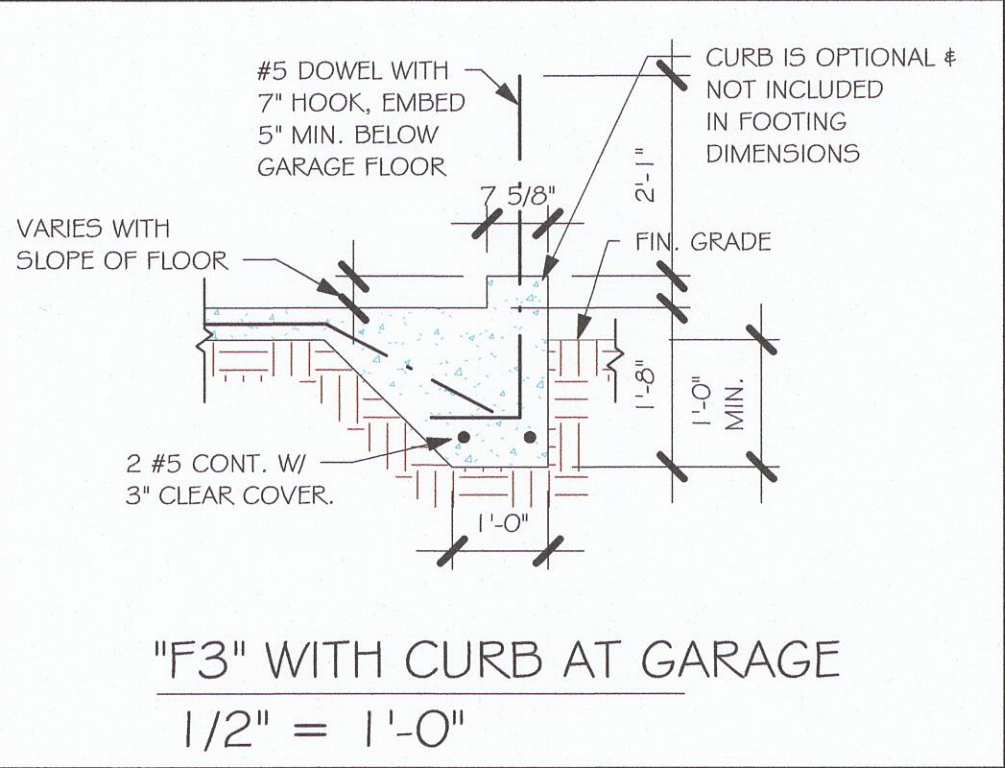 #5 DOWEL WITH
7" HOOK, EMBED
5" MIN. BELOW
GARAGE FLOOR
CURB IS OPTIONAL &
NOT INCLUDED
IN FOOTING
DIMENSIONS
2'-1"
7 5/8"
VARIES WITH
SLOPE OF FLOOR
FIN. GRADE
1'-8"
1'-0"
MIN.
2 #5 CONT. W/
3" CLEAR COVER.
1'-0"
"F3" WITH CURB AT GARAGE
1/2" = 1'-0"